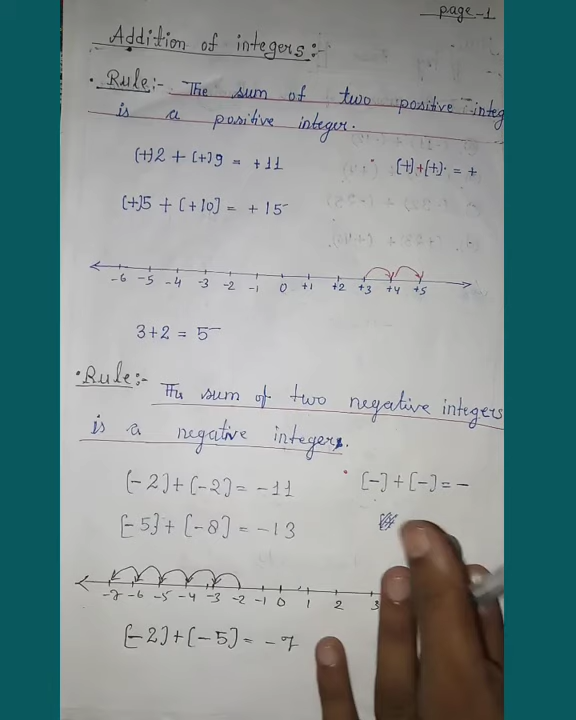 page-1
Addition of integers:-
• Rule:- The sum of two positive integ
is a positive integer.
(+)2 + (+)9 = +11
(+)+(+) = +
(+)5 + (+10) = +15
-6 -5 -4 -3 -2 -1 0 +1 +2 +3 +4 +5
3+2 = 5
• Rule:- The sum of two negative integers
is a negative integer.
(-2)+(-2) = -11
(-)+(-) = -
(-5)+(-8) = -13
-7 -6 -5 -4 -3 -2 -1 0 1 2 3
(-2)+(-5) = -7